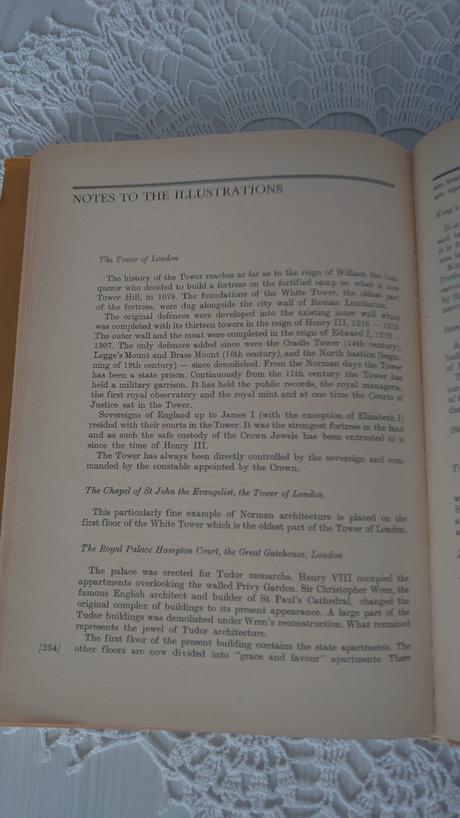 NOTES TO THE ILLUSTRATIONS
The Tower of London
The history of the Tower reaches as far as to the reign of William the Con-
queror who decided to build a fortress on the fortified camp on what is now
Tower Hill, in 1078. The foundations of the White Tower, the oldest part
of the fortress, were dug alongside the city wall of Roman Londinium.
The original defences were developed into the existing inner wall which
was completed with its thirteen towers in the reign of Henry III, 1216 —
The outer wall and the moat were completed in the reign of Edward I, 1272 —
1307. The only defences added since were the Cradle Tower (14th century),
Legge's Mount and Brass Mount (16th century), and the North bastion (begin-
ning of 19th century) — since demolished. From the Norman days the Tower
has been a state prison. Continuously from the 11th century the Tower has
held a military garrison. It has held the public records, the royal managerie,
the first royal observatory and the royal mint and at one time the Courts of
Justice sat in the Tower.
Sovereigns of England up to James I (with the exception of Elizabeth I)
resided with their courts in the Tower. It was the strongest fortress in the land
and as such the safe custody of the Crown Jewels has been entrusted to it
since the time of Henry III.
The Tower has always been directly controlled by the sovereign and com-
manded by the constable appointed by the Crown.
The Chapel of St John the Evangelist, the Tower of London
This particularly fine example of Norman architecture is placed on the
first floor of the White Tower which is the oldest part of the Tower of London.
The Royal Palace Hampton Court, the Great Gatehouse, London
The palace was erected for Tudor monarchs. Henry VIII occupied the
appartments overlooking the walled Privy Garden. Sir Christopher Wren, the
famous English architect and builder of St Paul's Cathedral, changed the
original complex of buildings to its present appearance. A large part of the
Tudor buildings was demolished under Wren's reconstruction. What remained
represents the jewel of Tudor architecture.
The first floor of the present building contains the state apartments. The
other floors are now divided into "grace and favour" apartments. There
/254/